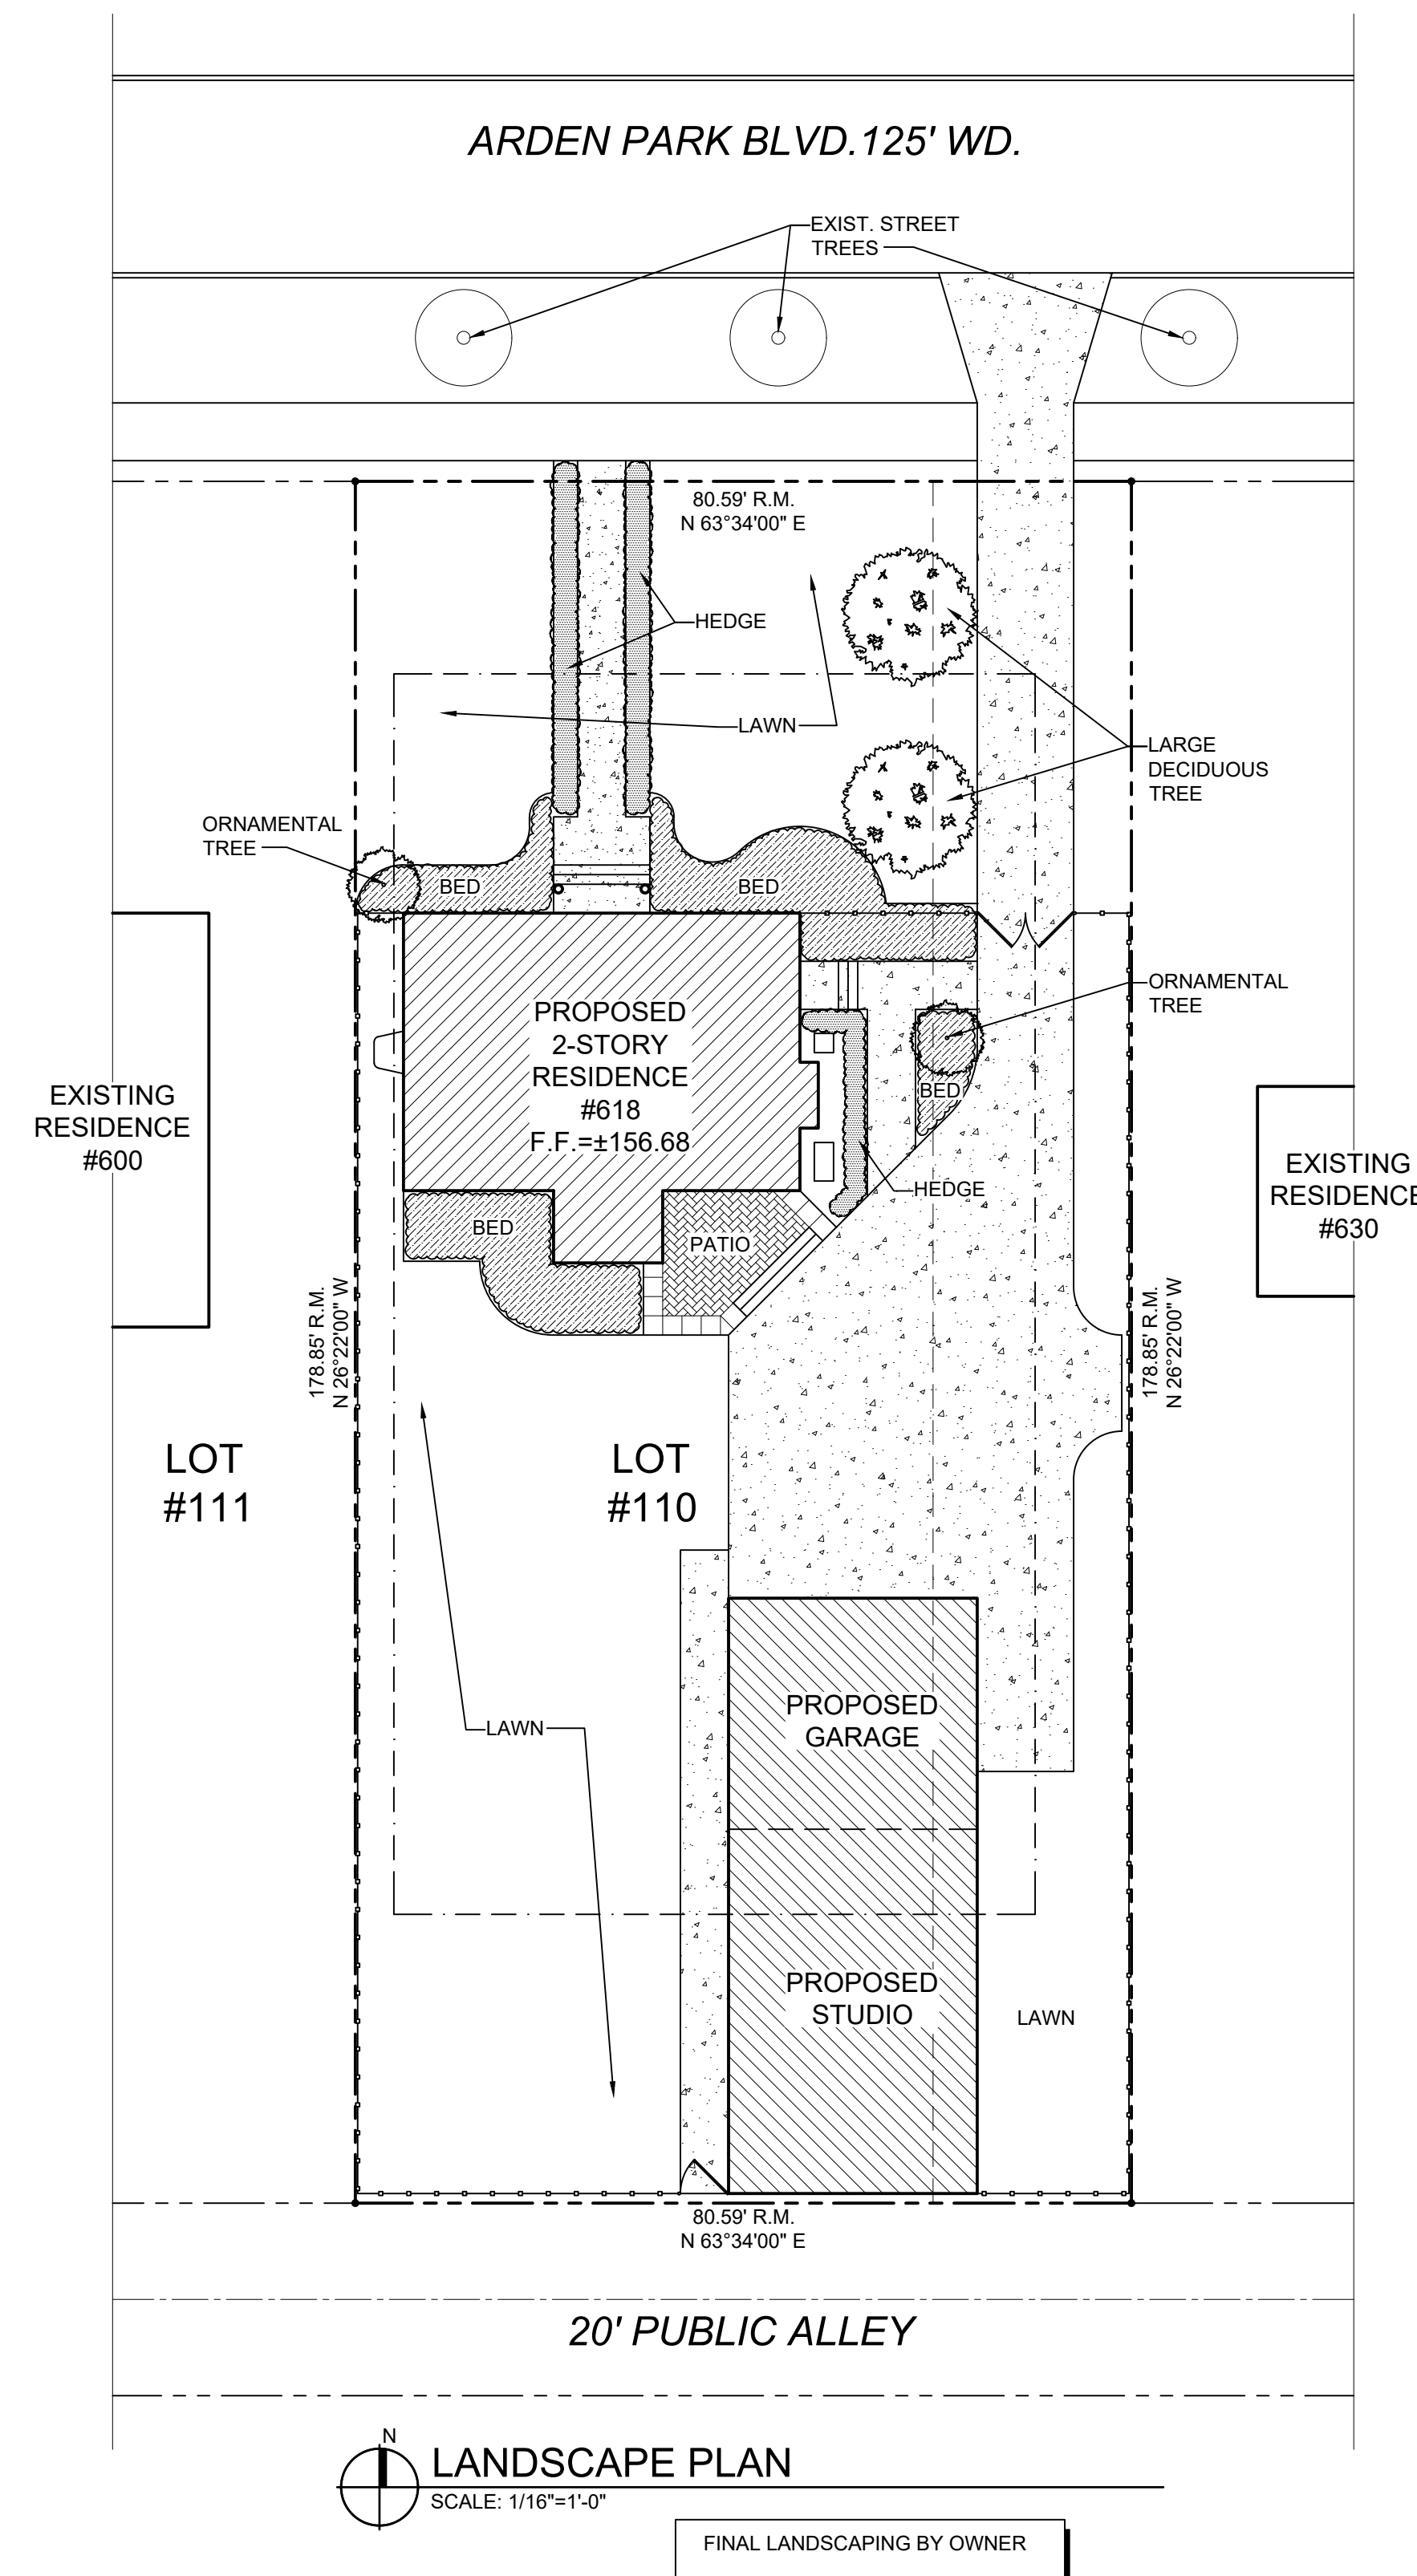 ARDEN PARK BLVD.125' WD.
EXIST. STREET
TREES
80.59' R.M.
N 63°34'00" E
HEDGE
LAWN
LARGE
DECIDUOUS
TREE
ORNAMENTAL
TREE
BED
BED
ORNAMENTAL
TREE
PROPOSED
2-STORY
RESIDENCE
#618
F.F.=±156.68
EXISTING
RESIDENCE
#600
BED
EXISTING
RESIDENCE
#630
HEDGE
BED
PATIO
178.85' R.M.
N 26°22'00" W
178.85' R.M.
N 26°22'00" W
LOT
#111
LOT
#110
PROPOSED
GARAGE
LAWN
PROPOSED
STUDIO
LAWN
80.59' R.M.
N 63°34'00" E
20' PUBLIC ALLEY
N
LANDSCAPE PLAN
SCALE: 1/16"=1'-0"
FINAL LANDSCAPING BY OWNER